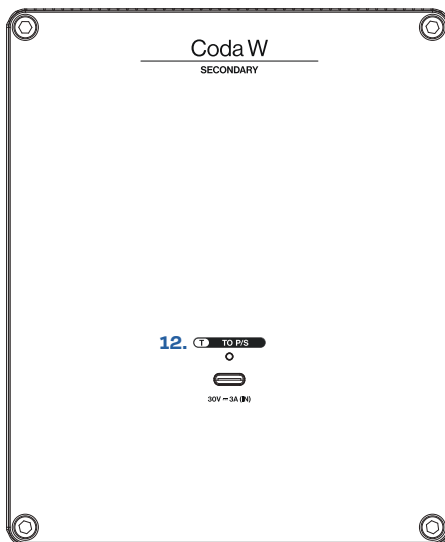 Coda W
SECONDARY
12. T TO P/S
30V ⎓ 3A (IN)